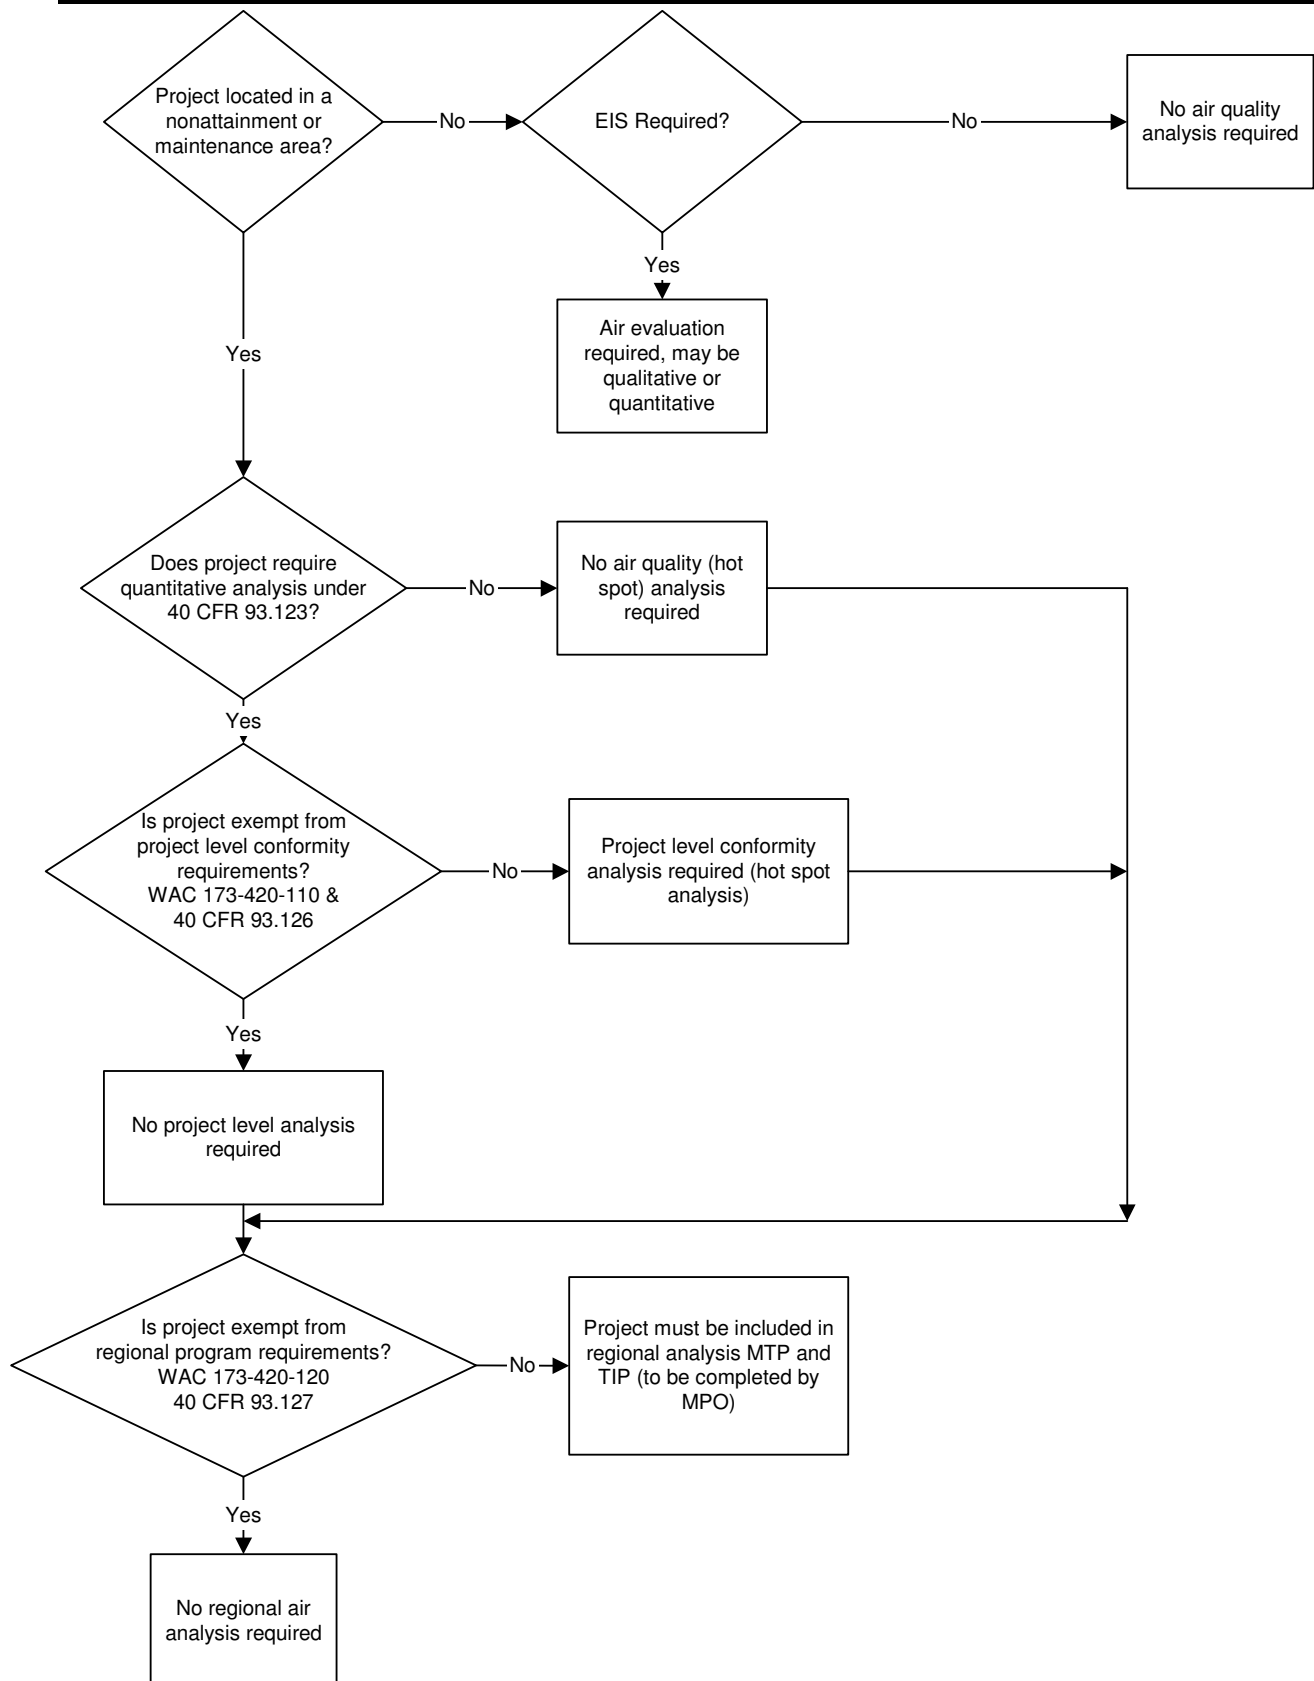 Project located in a
nonattainment or
maintenance area?
No
EIS Required?
No
No air quality
analysis required
Yes
Air evaluation
required, may be
qualitative or
quantitative
Yes
Does project require
quantitative analysis under
40 CFR 93.123?
No
No air quality (hot
spot) analysis
required
Yes
Is project exempt from
project level conformity
requirements?
WAC 173-420-110 &
40 CFR 93.126
No
Project level conformity
analysis required (hot spot
analysis)
Yes
No project level analysis
required
Is project exempt from
regional program requirements?
WAC 173-420-120
40 CFR 93.127
No
Project must be included in
regional analysis MTP and
TIP (to be completed by
MPO)
Yes
No regional air
analysis required